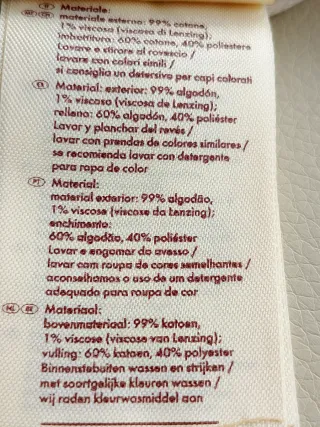 IT Materiale:
materiale esterno: 99% cotone,
1% viscosa (viscosa di Lenzing);
imbottitura: 60% cotone, 40% poliestere
Lavare e stirare al rovescio /
lavare con colori simili /
si consiglia un detersivo per capi colorati
ES Material: exterior: 99% algodón,
1% viscosa (viscosa de Lenzing);
relleno: 60% algodón, 40% poliéster
Lavar y planchar del revés /
lavar con prendas de colores similares /
se recomienda lavar con detergente
para ropa de color
PT Material:
material exterior: 99% algodão,
1% viscose (viscose da Lenzing);
enchimento:
60% algodão, 40% poliéster
Lavar e engomar do avesso /
lavar com roupa de cores semelhantes /
aconselhamos o uso de um detergente
adequado para roupa de cor
NL BE Materiaal:
bovenmateriaal: 99% katoen,
1% viscose (viscose van Lenzing);
vulling: 60% katoen, 40% polyester
Binnenstebuiten wassen en strijken /
met soortgelijke kleuren wassen /
wij raden kleurwasmiddel aan